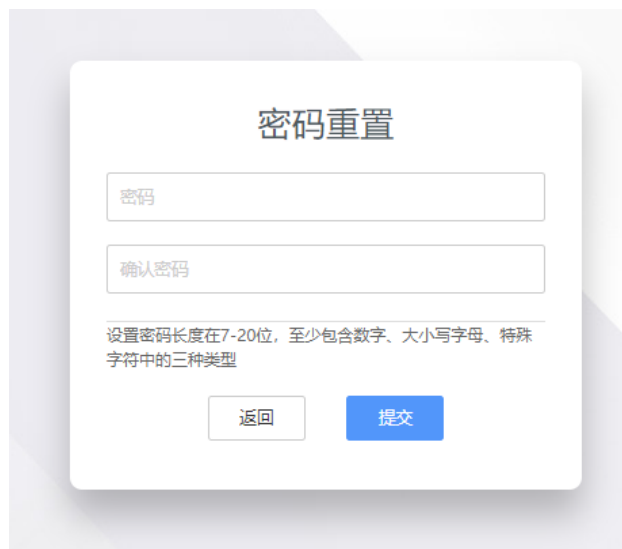 密码重置
密码
确认密码
设置密码长度在7-20位，至少包含数字、大小写字母、特殊
字符中的三种类型
返回
提交